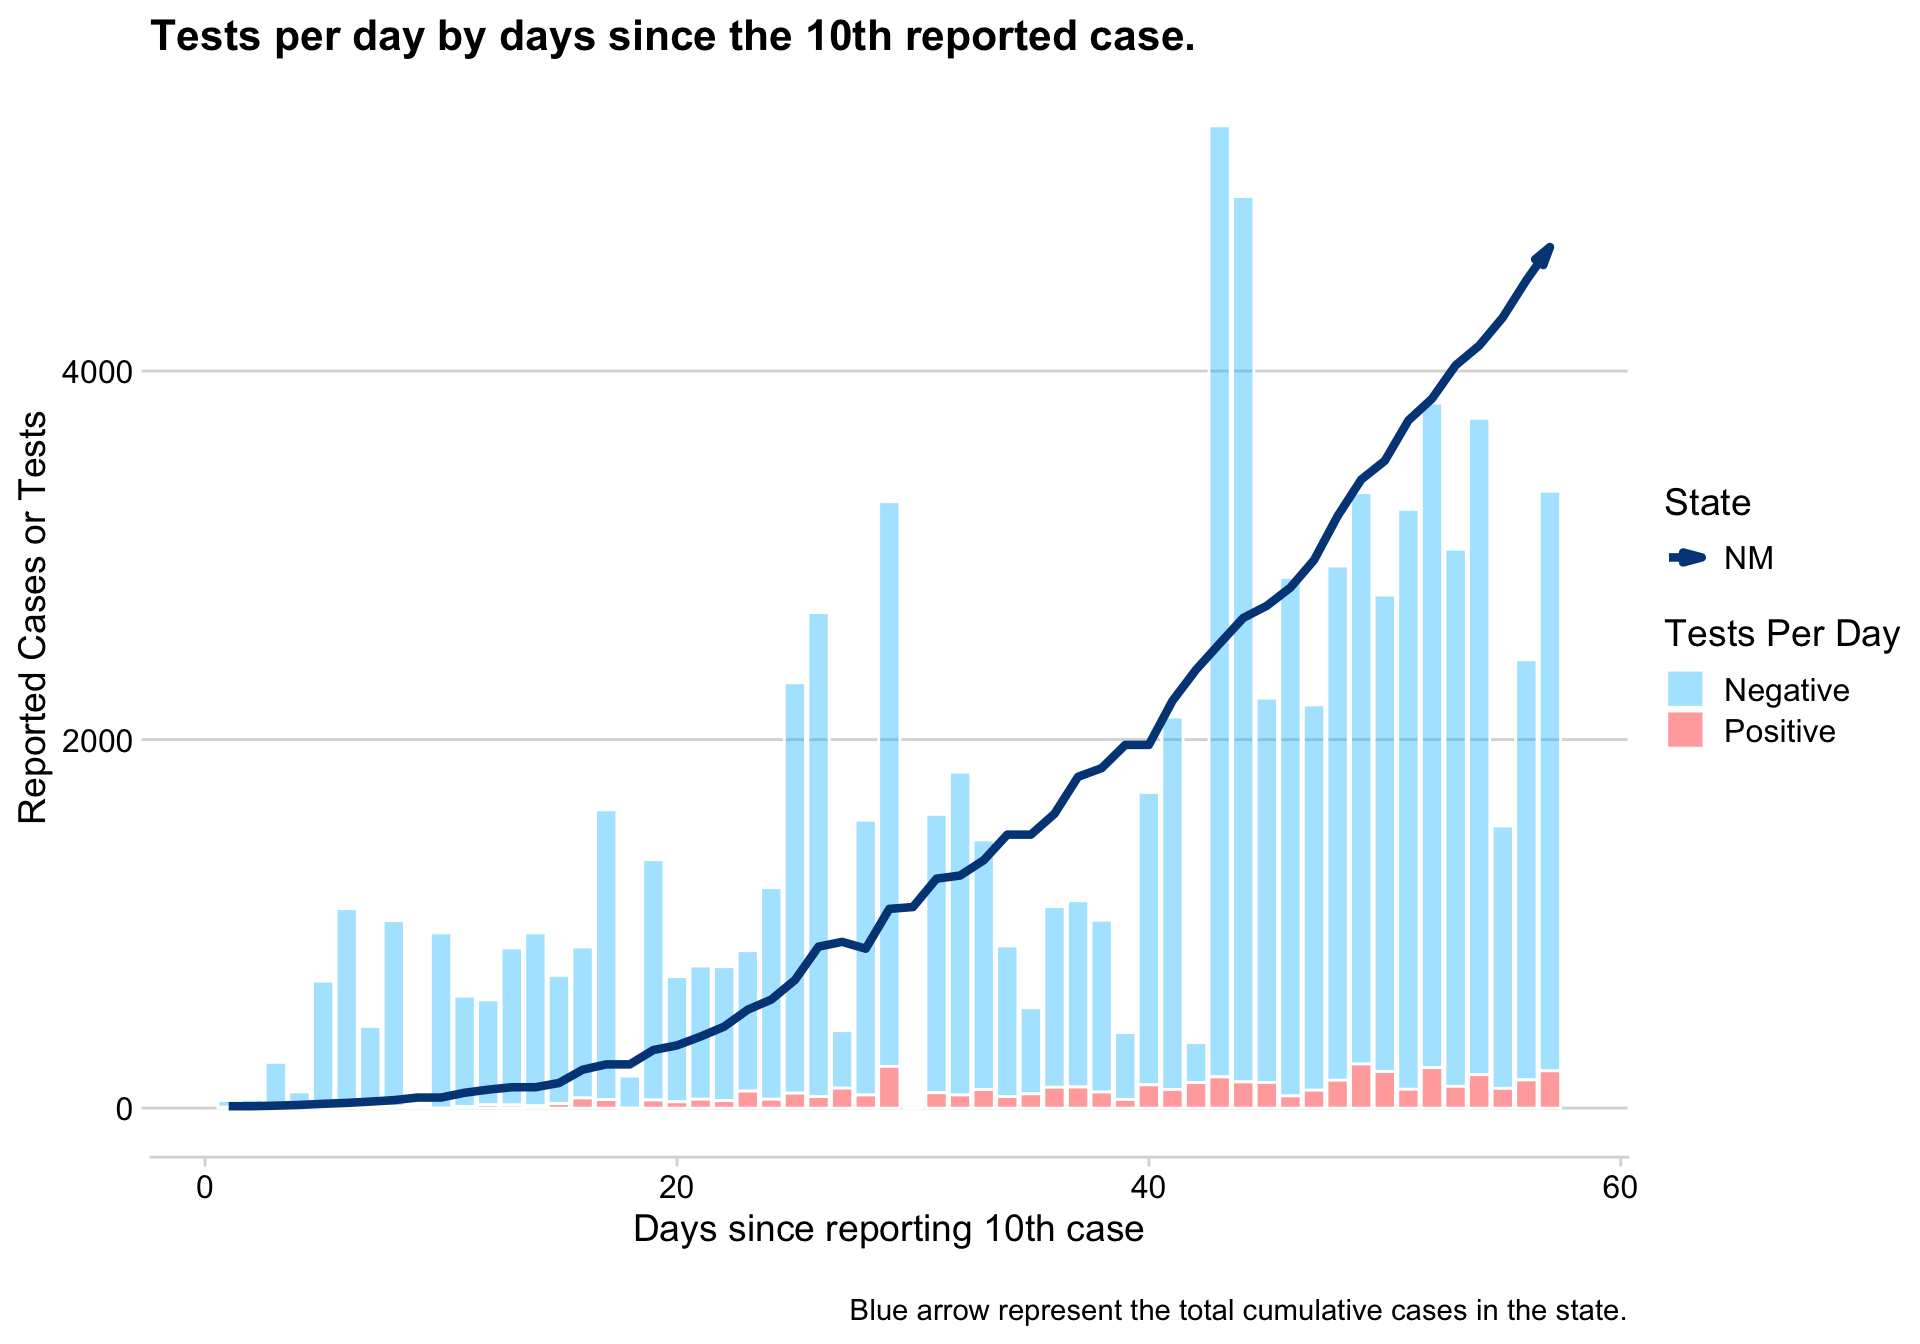 Tests per day by days since the 10th reported case.
Reported Cases or Tests
4000
2000
0
0 20 40 60
Days since reporting 10th case
State
NM
Tests Per Day
Negative
Positive
Blue arrow represent the total cumulative cases in the state.